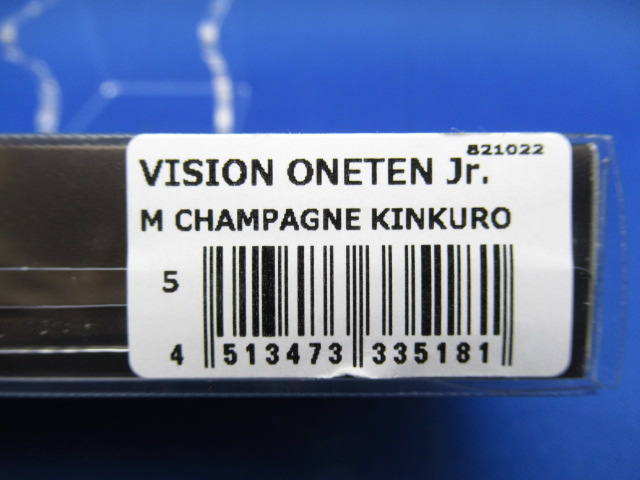 821022
VISION ONETEN Jr.
M CHAMPAGNE KINKURO
5
4 513473 335181